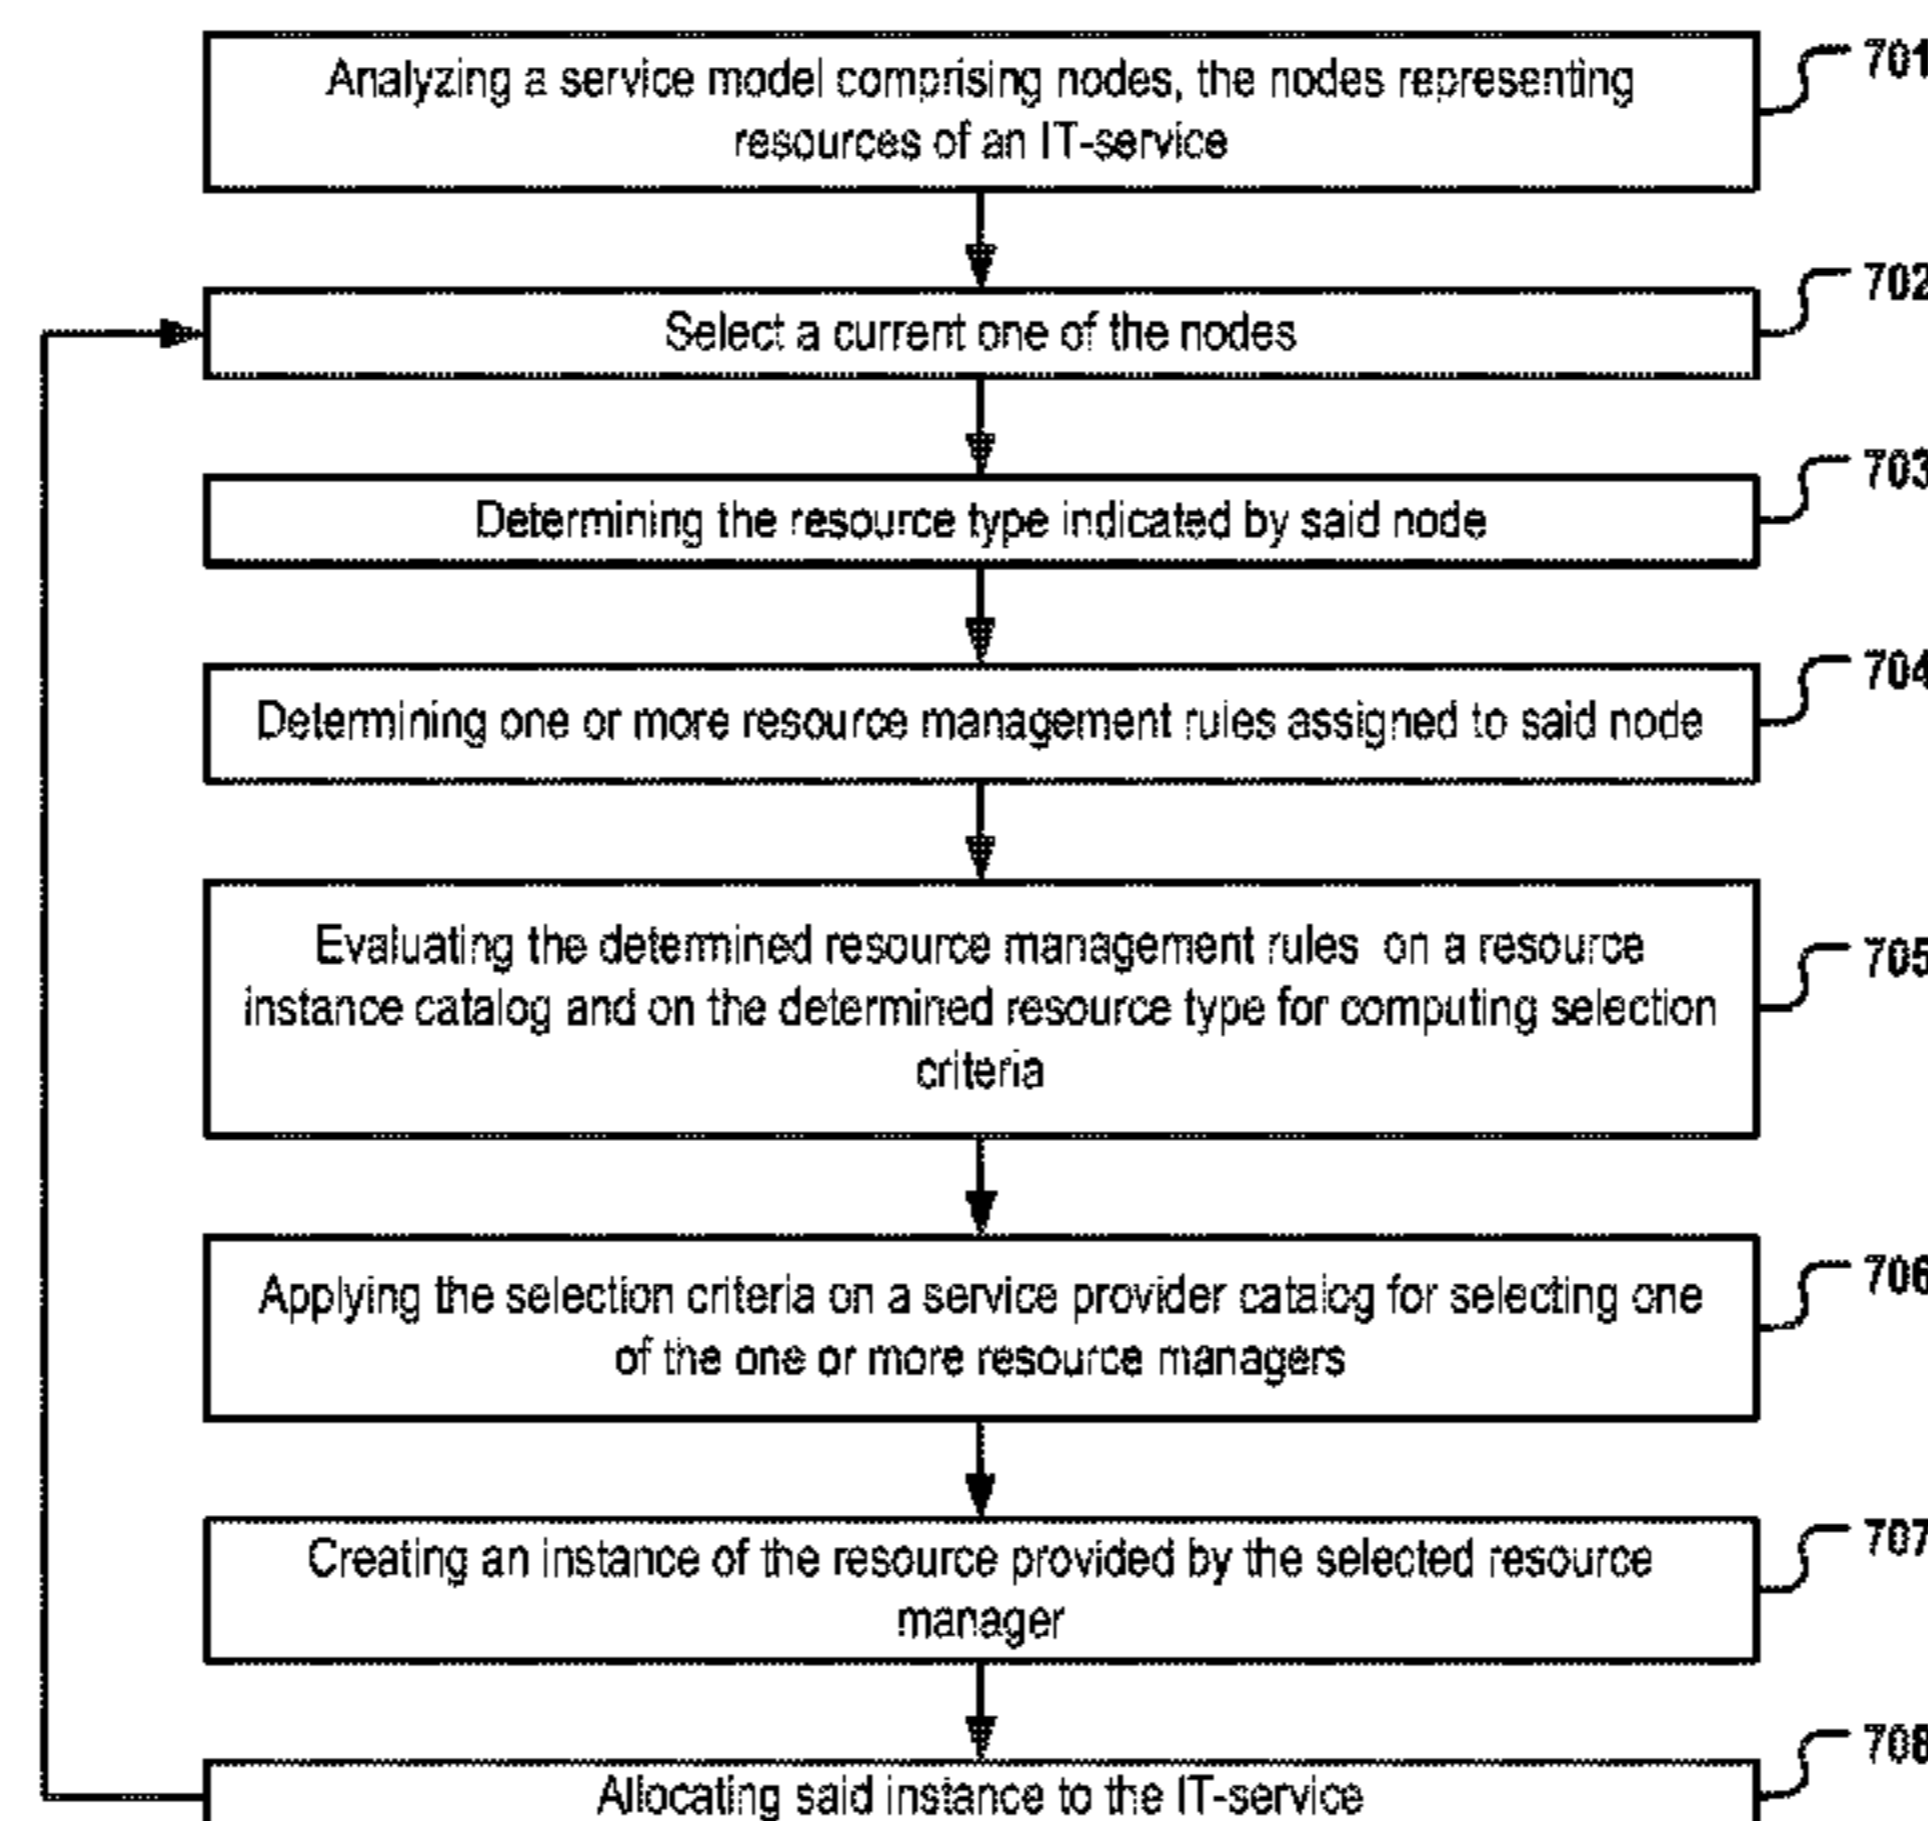 Analyzing a service model comprising nodes, the nodes representing
resources of an IT-service
701
Select a current one of the nodes
702
Determining the resource type indicated by said node
703
Determining one or more resource management rules assigned to said node
704
Evaluating the determined resource management rules on a resource
instance catalog and on the determined resource type for computing selection
criteria
705
Applying the selection criteria on a service provider catalog for selecting one
of the one or more resource managers
706
Creating an instance of the resource provided by the selected resource
manager
707
Allocating said instance to the IT-service
708